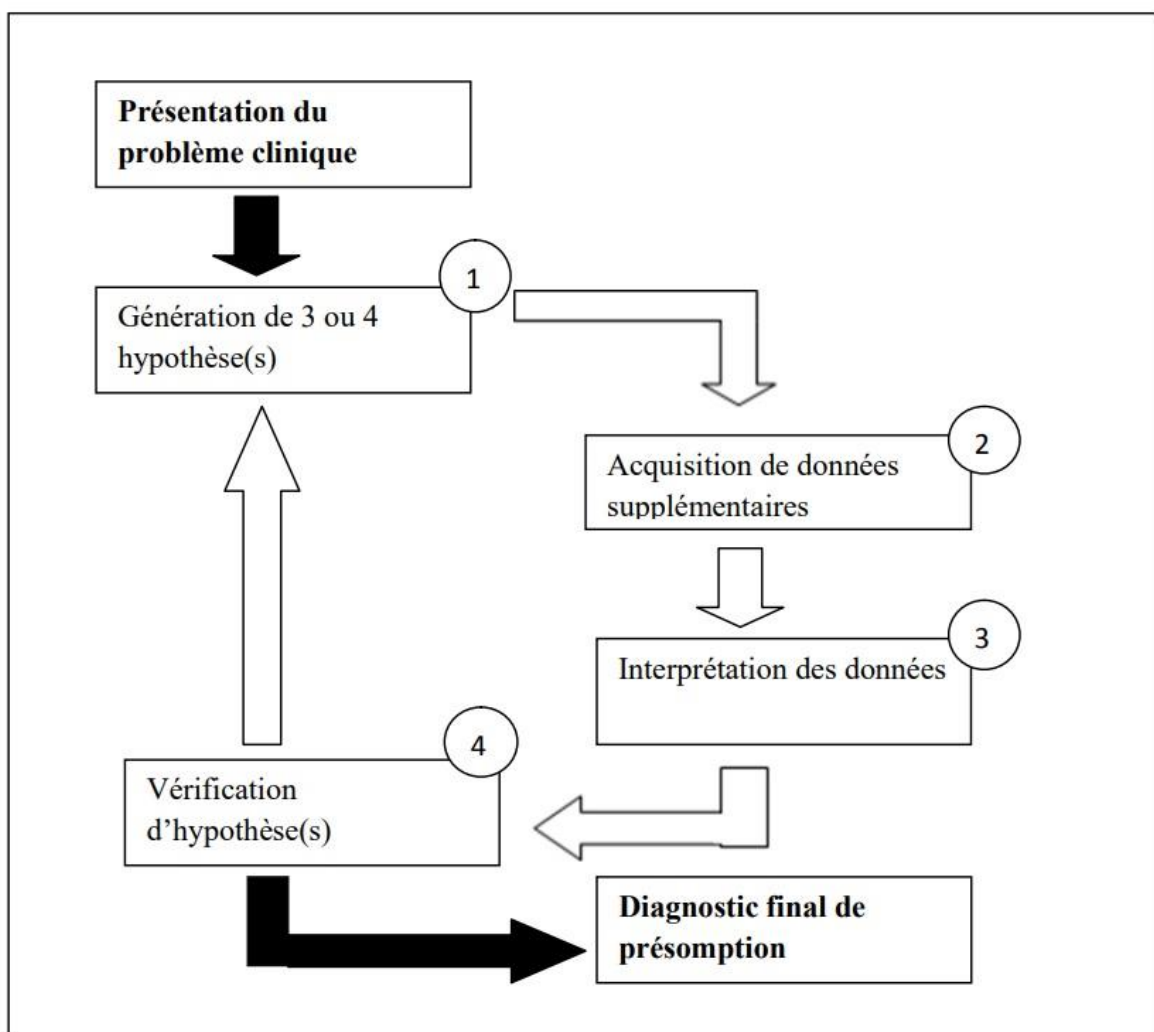 Présentation du
problème clinique
1
Génération de 3 ou 4
hypothèse(s)
2
Acquisition de données
supplémentaires
3
Interprétation des données
4
Vérification
d’hypothèse(s)
Diagnostic final de
présomption